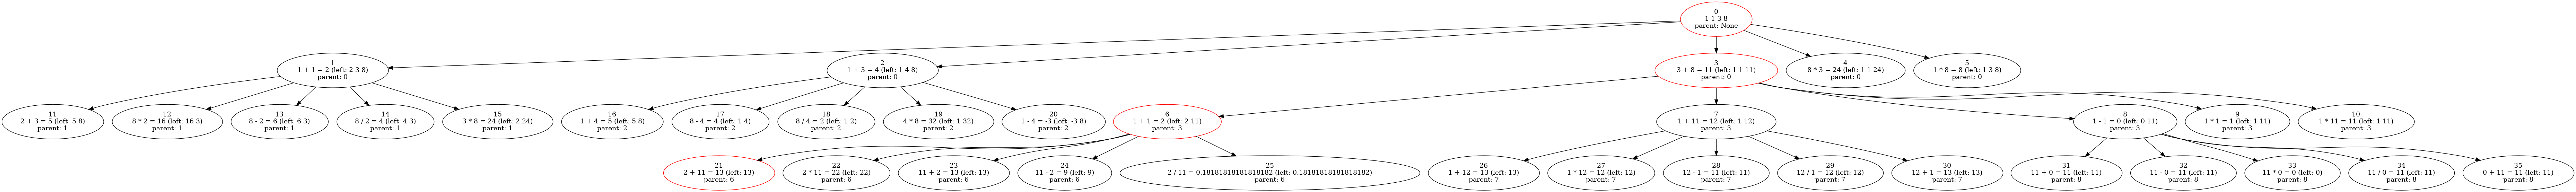 0
1 1 3 8
parent: None
1
1 + 1 = 2 (left: 2 3 8)
parent: 0
2
1 + 3 = 4 (left: 1 4 8)
parent: 0
3
3 + 8 = 11 (left: 1 1 11)
parent: 0
4
8 * 3 = 24 (left: 1 1 24)
parent: 0
5
1 * 8 = 8 (left: 1 3 8)
parent: 0
11
2 + 3 = 5 (left: 5 8)
parent: 1
12
8 * 2 = 16 (left: 16 3)
parent: 1
13
8 - 2 = 6 (left: 6 3)
parent: 1
14
8 / 2 = 4 (left: 4 3)
parent: 1
15
3 * 8 = 24 (left: 2 24)
parent: 1
16
1 + 4 = 5 (left: 5 8)
parent: 2
17
8 - 4 = 4 (left: 1 4)
parent: 2
18
8 / 4 = 2 (left: 1 2)
parent: 2
19
4 * 8 = 32 (left: 1 32)
parent: 2
20
1 - 4 = -3 (left: -3 8)
parent: 2
6
1 + 1 = 2 (left: 2 11)
parent: 3
7
1 + 11 = 12 (left: 1 12)
parent: 3
8
1 - 1 = 0 (left: 0 11)
parent: 3
9
1 * 1 = 1 (left: 1 11)
parent: 3
10
1 * 11 = 11 (left: 1 11)
parent: 3
21
2 + 11 = 13 (left: 13)
parent: 6
22
2 * 11 = 22 (left: 22)
parent: 6
23
11 + 2 = 13 (left: 13)
parent: 6
24
11 - 2 = 9 (left: 9)
parent: 6
25
2 / 11 = 0.18181818181818182 (left: 0.18181818181818182)
parent: 6
26
1 + 12 = 13 (left: 13)
parent: 7
27
1 * 12 = 12 (left: 12)
parent: 7
28
12 - 1 = 11 (left: 11)
parent: 7
29
12 / 1 = 12 (left: 12)
parent: 7
30
12 + 1 = 13 (left: 13)
parent: 7
31
11 + 0 = 11 (left: 11)
parent: 8
32
11 - 0 = 11 (left: 11)
parent: 8
33
11 * 0 = 0 (left: 0)
parent: 8
34
11 / 0 = 11 (left: 11)
parent: 8
35
0 + 11 = 11 (left: 11)
parent: 8